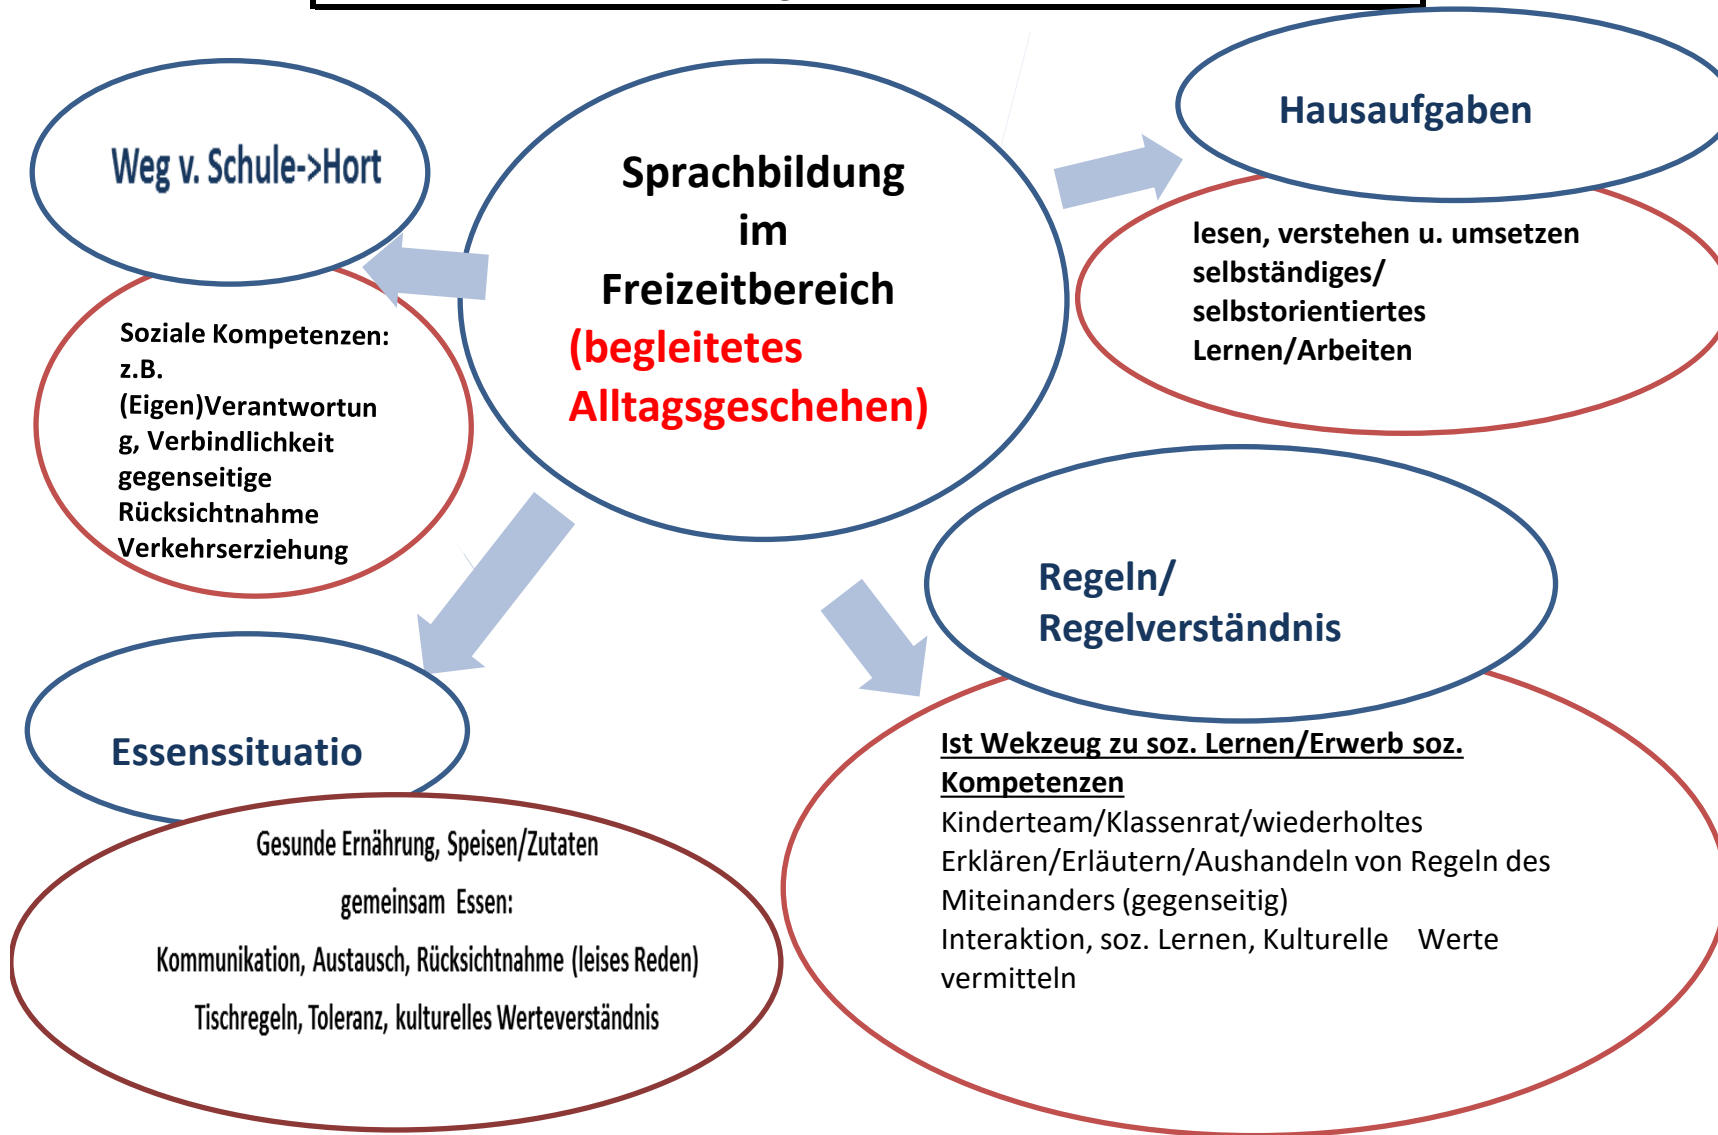 Weg v. Schule->Hort
Soziale Kompetenzen:
z.B.
(Eigen)Verantwortun
g, Verbindlichkeit
gegenseitige
Rücksichtnahme
Verkehrserziehung
Sprachbildung
im
Freizeitbereich
(begleitetes
Alltagsgeschehen)
Hausaufgaben
lesen, verstehen u. umsetzen
selbständiges/
selbstorientiertes
Lernen/Arbeiten
Essenssituatio
Gesunde Ernährung, Speisen/Zutaten
gemeinsam Essen:
Kommunikation, Austausch, Rücksichtnahme (leises Reden)
Tischregeln, Toleranz, kulturelles Werteverständnis
Regeln/
Regelverständnis
Ist Wekzeug zu soz. Lernen/Erwerb soz.
Kompetenzen
Kinderteam/Klassenrat/wiederholtes
Erklären/Erläutern/Aushandeln von Regeln des
Miteinanders (gegenseitig)
Interaktion, soz. Lernen, Kulturelle Werte
vermitteln